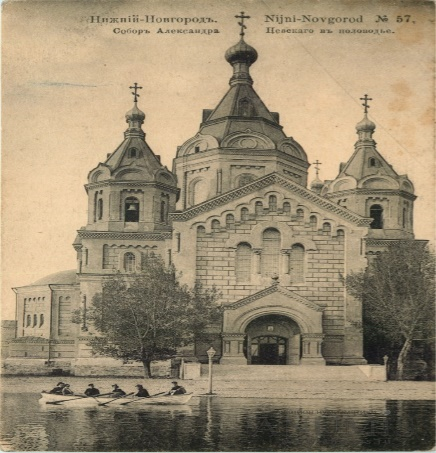 Нижній-Новгородъ. Nijni-Novgorod № 57.
Соборъ Александра Невскаго въ половодье.